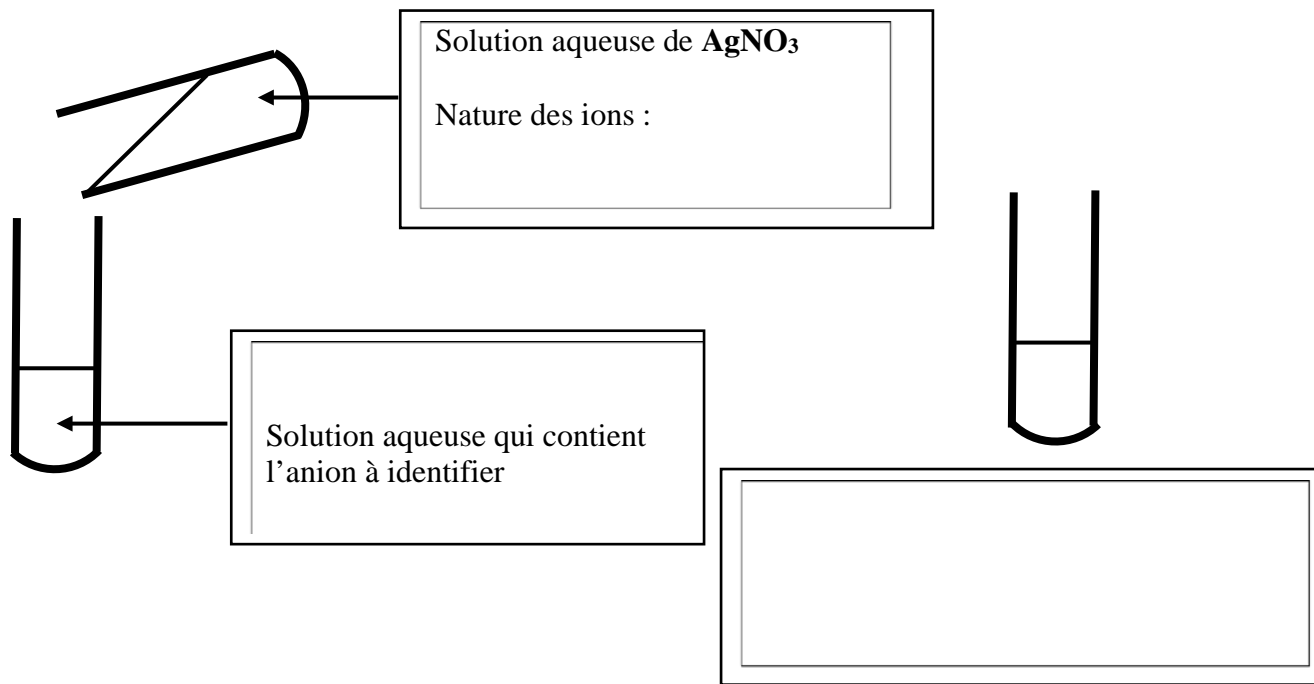 Solution aqueuse de AgNO₃
Nature des ions :
Solution aqueuse qui contient
l’anion à identifier